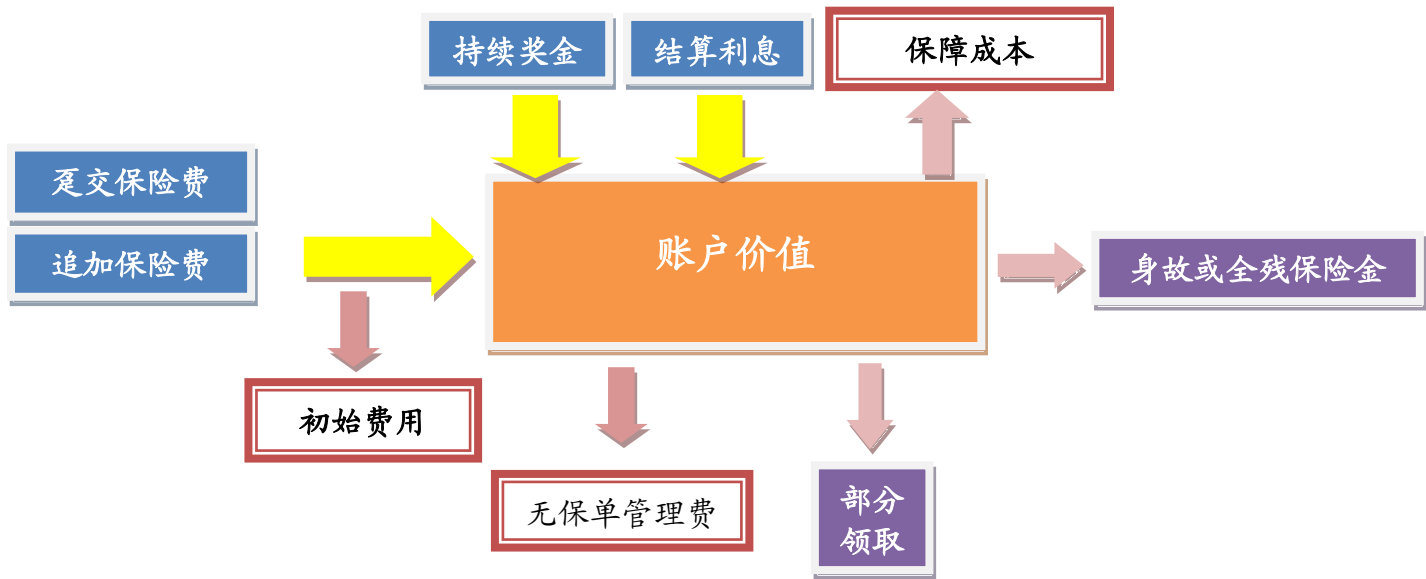 持续奖金
结算利息
保障成本
趸交保险费
追加保险费
账户价值
身故或全残保险金
初始费用
无保单管理费
部分
领取